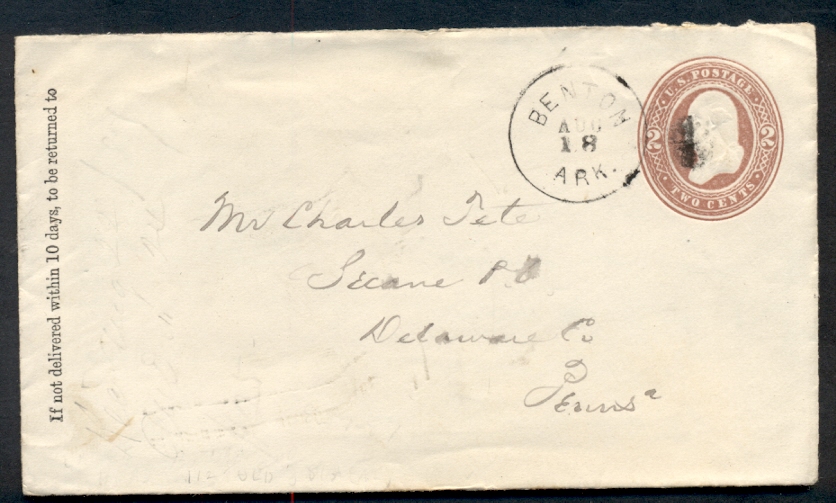 If not delivered within 10 days, to be returned to
BENTON
AUG
18
ARK.
U.S. POSTAGE
2 2
TWO CENTS
Mr Charles Tete
Secane P.O
Delaware Co
Penns a